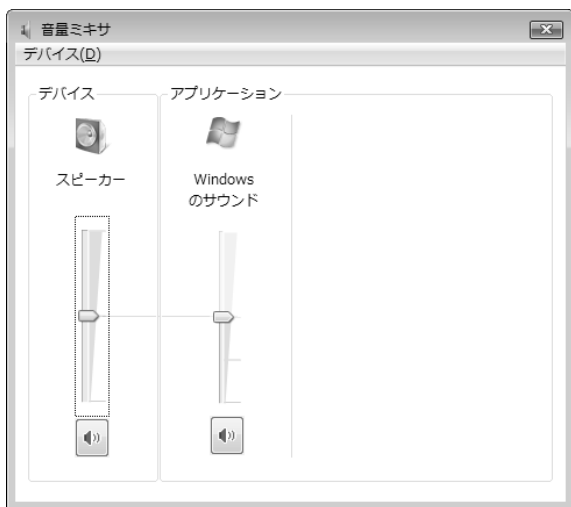 音量ミキサ
デバイス(D)
デバイス
アプリケーション
スピーカー
Windows
のサウンド